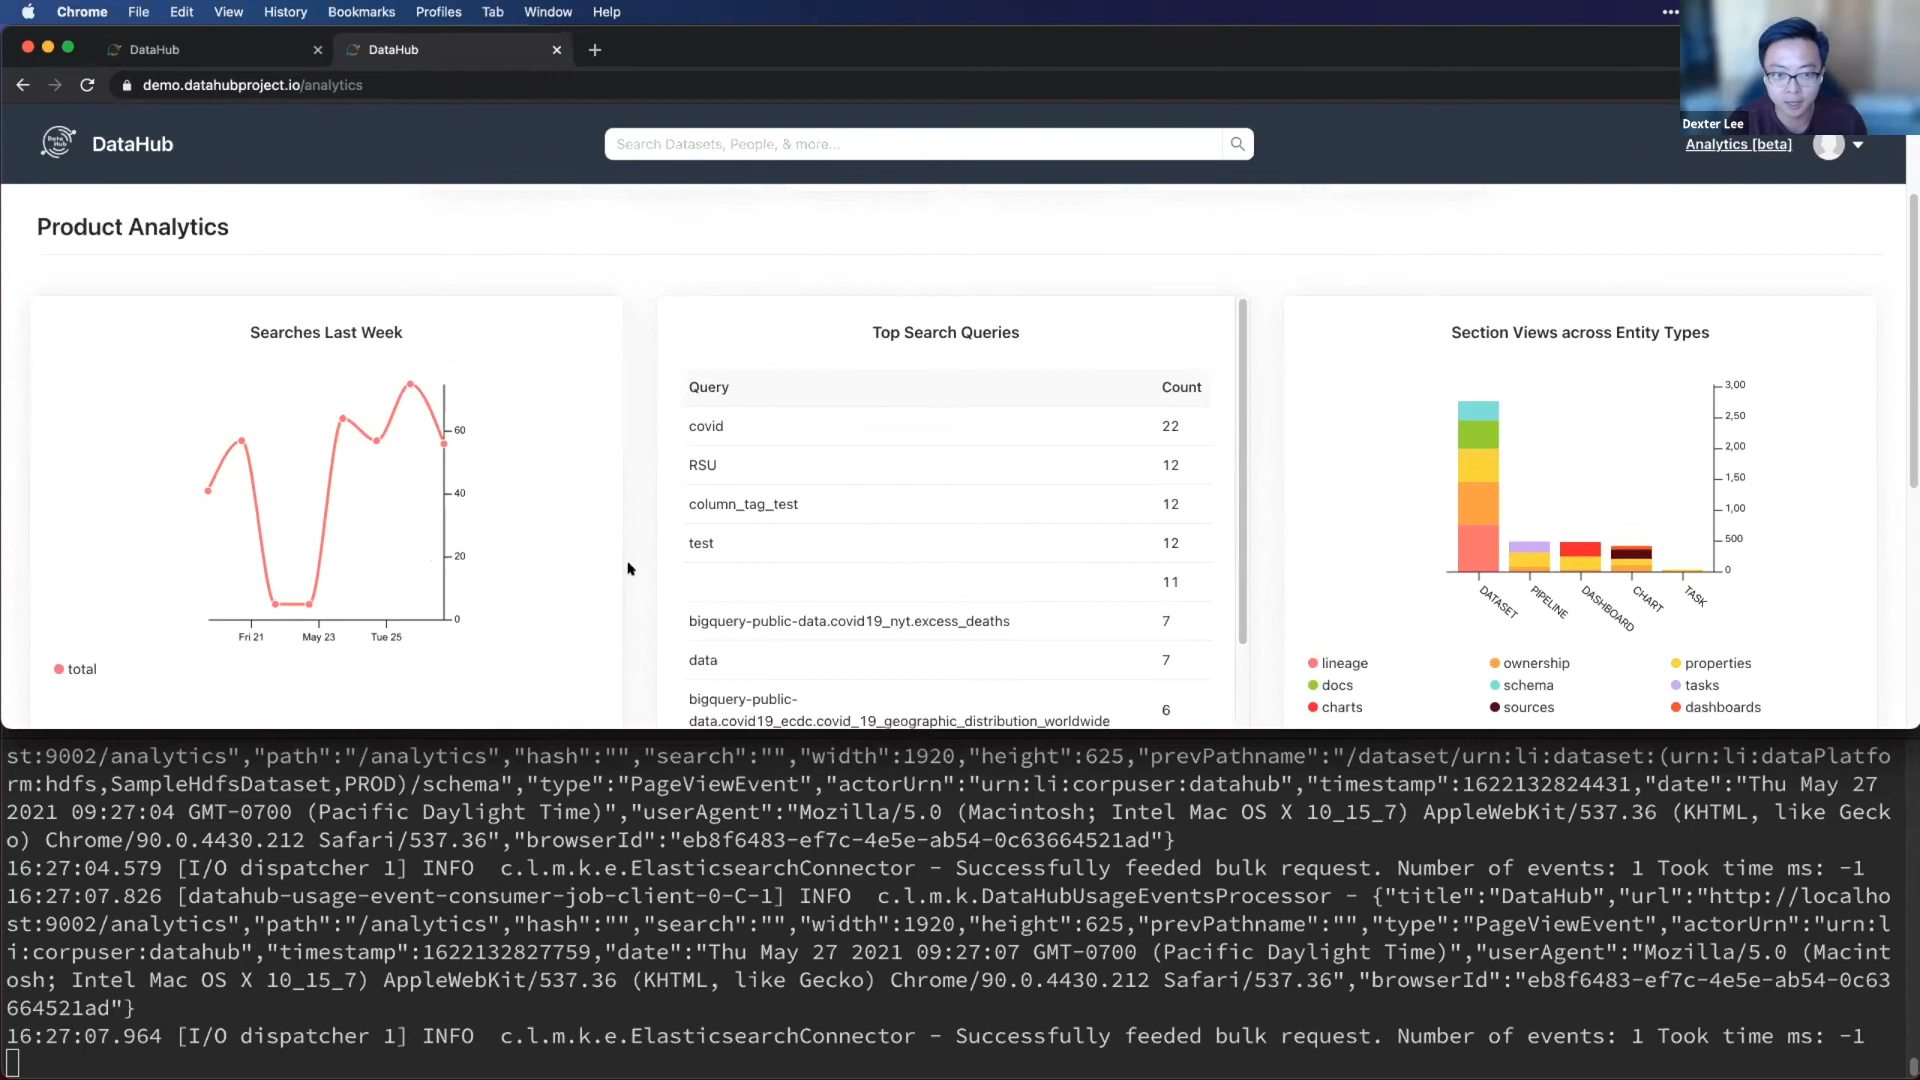 Chrome File Edit View History Bookmarks Profiles Tab Window Help
DataHub
DataHub
demo.datahubproject.io/analytics
Dexter Lee
Data Hub
DataHub
Search Datasets, People, & more...
Analytics [beta]
Product Analytics
Searches Last Week
60
40
20
0
Fri 21
May 23
Tue 25
total
Top Search Queries
Query Count
covid 22
RSU 12
column_tag_test 12
test 12
11
bigquery-public-data.covid19_nyt.excess_deaths 7
data 7
bigquery-public-
data.covid19_ecdc.covid_19_geographic_distribution_worldwide 6
Section Views across Entity Types
3,00
2,50
2,00
1,50
1,00
500
0
DATASET
PIPELINE
DASHBOARD
CHART
TASK
lineage ownership properties
docs schema tasks
charts sources dashboards
st:9002/analytics","path":"/analytics","hash":"","search":"","width":1920,"height":625,"prevPathname":"/dataset/urn:li:dataset:(urn:li:dataPlatfo
rm:hdfs,SampleHdfsDataset,PROD)/schema","type":"PageViewEvent","actorUrn":"urn:li:corpuser:datahub","timestamp":1622132824431,"date":"Thu May 27
2021 09:27:04 GMT-0700 (Pacific Daylight Time)","userAgent":"Mozilla/5.0 (Macintosh; Intel Mac OS X 10_15_7) AppleWebKit/537.36 (KHTML, like Geck
o) Chrome/90.0.4430.212 Safari/537.36","browserId":"eb8f6483-ef7c-4e5e-ab54-0c63664521ad"}
16:27:04.579 [I/O dispatcher 1] INFO c.l.m.k.e.ElasticsearchConnector - Successfully feeded bulk request. Number of events: 1 Took time ms: -1
16:27:07.826 [datahub-usage-event-consumer-job-client-0-C-1] INFO c.l.m.k.DataHubUsageEventsProcessor - {"title":"DataHub","url":"http://localho
st:9002/analytics","path":"/analytics","hash":"","search":"","width":1920,"height":625,"prevPathname":"","type":"PageViewEvent","actorUrn":"urn:l
i:corpuser:datahub","timestamp":1622132827759,"date":"Thu May 27 2021 09:27:07 GMT-0700 (Pacific Daylight Time)","userAgent":"Mozilla/5.0 (Macint
osh; Intel Mac OS X 10_15_7) AppleWebKit/537.36 (KHTML, like Gecko) Chrome/90.0.4430.212 Safari/537.36","browserId":"eb8f6483-ef7c-4e5e-ab54-0c63
664521ad"}
16:27:07.964 [I/O dispatcher 1] INFO c.l.m.k.e.ElasticsearchConnector - Successfully feeded bulk request. Number of events: 1 Took time ms: -1